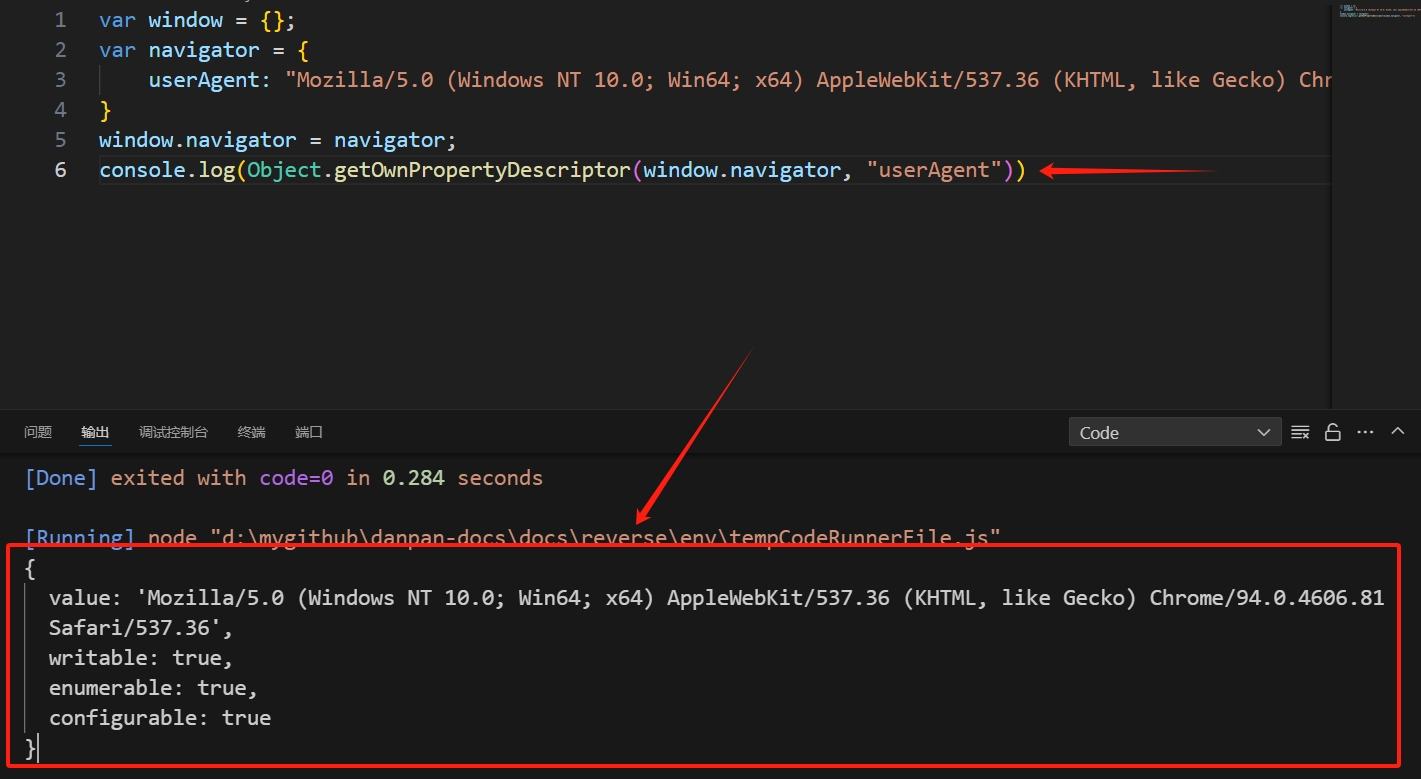 1 var window = {};
2 var navigator = {
3 userAgent: "Mozilla/5.0 (Windows NT 10.0; Win64; x64) AppleWebKit/537.36 (KHTML, like Gecko) Chr
4 }
5 window.navigator = navigator;
6 console.log(Object.getOwnPropertyDescriptor(window.navigator, "userAgent"))
问题 输出 调试控制台 终端 端口 Code
[Done] exited with code=0 in 0.284 seconds
[Running] node "d:\mygithub\danpan-docs\docs\reverse\env\tempCodeRunnerFile.js"
{
value: 'Mozilla/5.0 (Windows NT 10.0; Win64; x64) AppleWebKit/537.36 (KHTML, like Gecko) Chrome/94.0.4606.81
Safari/537.36',
writable: true,
enumerable: true,
configurable: true
}